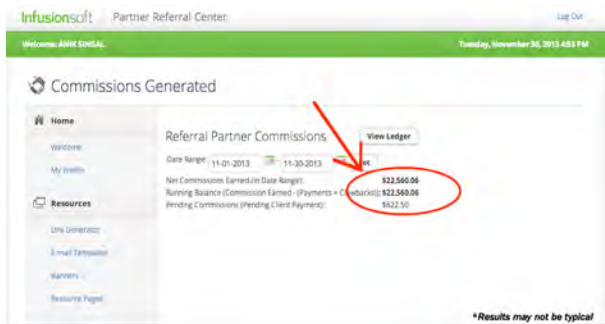 Infusionsoft Partner Referral Center
Log Out
Welcome: ANIK SINGAL
Tuesday, November 26, 2013 4:53 PM
Commissions Generated
Home
Welcome
My Profile
Resources
Link Generator
E-mail Templates
Banners
Resource Pages
Referral Partner Commissions
View Ledger
Date Range: 11-01-2013 11-30-2013
Net Commissions Earned (in Date Range): $22,560.06
Running Balance (Commission Earned - (Payments + Clawbacks)): $22,560.06
Pending Commissions (Pending Client Payment): $622.50
*Results may not be typical